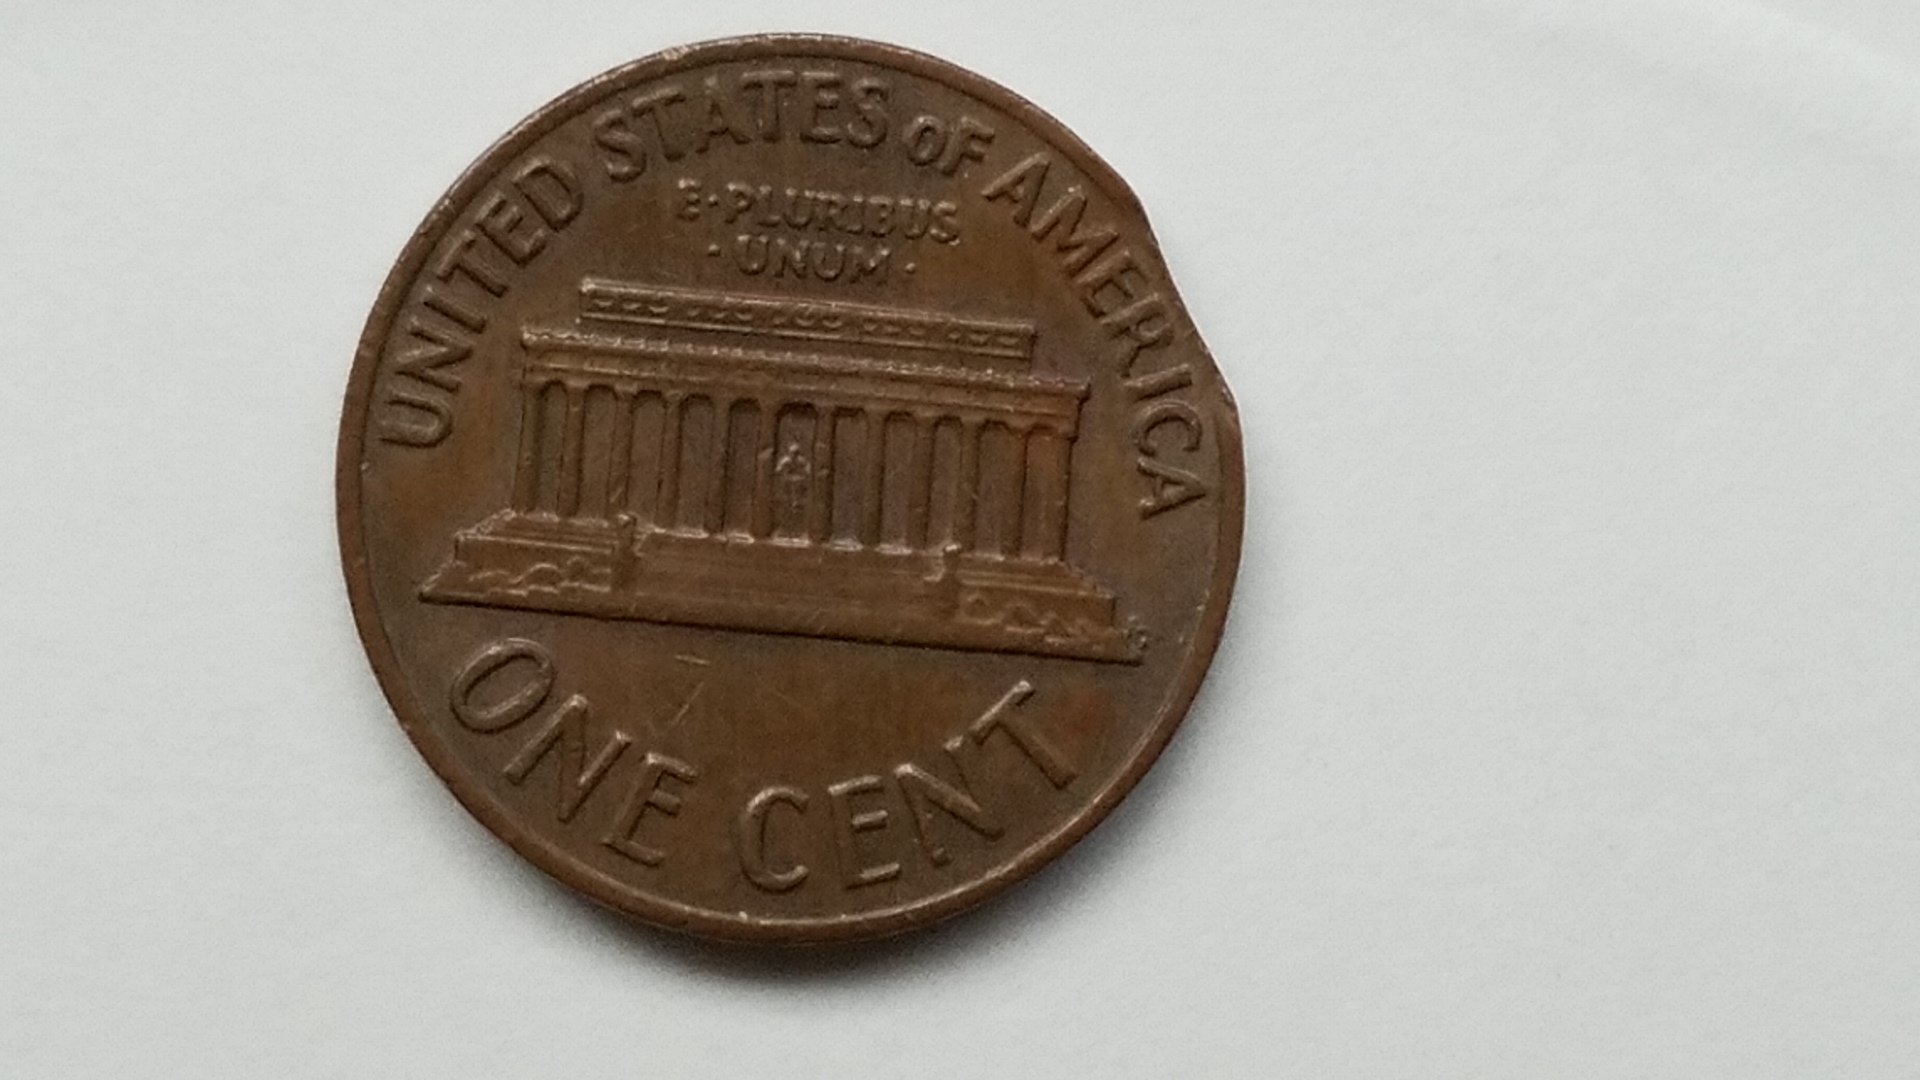 UNITED STATES oF AMERICA
E·PLURIBUS
·UNUM·
ONE CENT